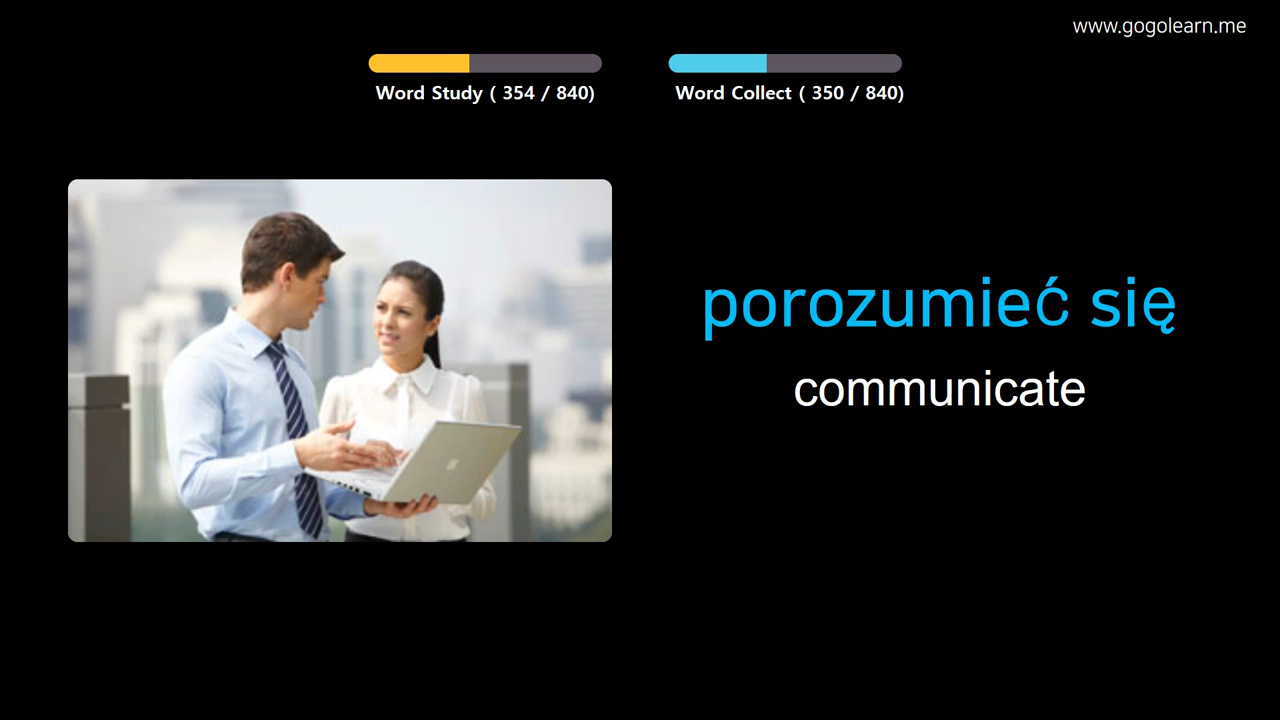 www.gogolearn.me
Word Study ( 354 / 840)
Word Collect ( 350 / 840)
porozumieć się
communicate